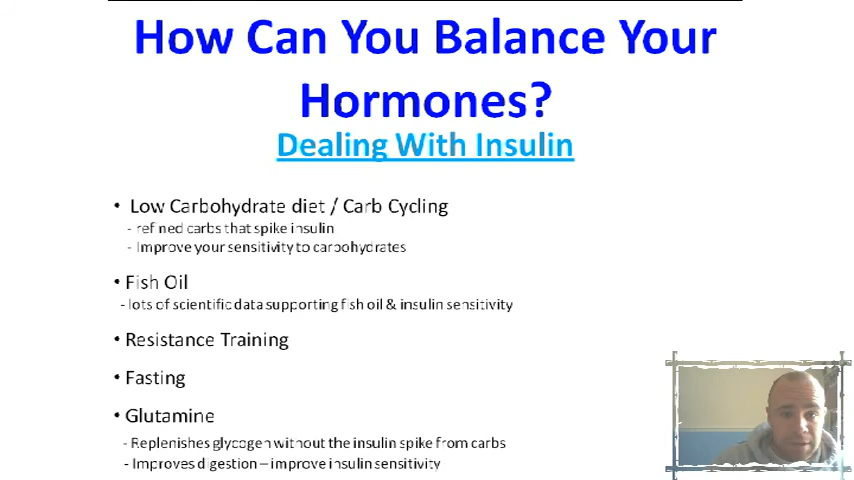 How Can You Balance Your
Hormones?
Dealing With Insulin
• Low Carbohydrate diet / Carb Cycling
- refined carbs that spike insulin
- Improve your sensitivity to carbohydrates
• Fish Oil
- lots of scientific data supporting fish oil & insulin sensitivity
• Resistance Training
• Fasting
• Glutamine
- Replenishes glycogen without the insulin spike from carbs
- Improves digestion – improve insulin sensitivity